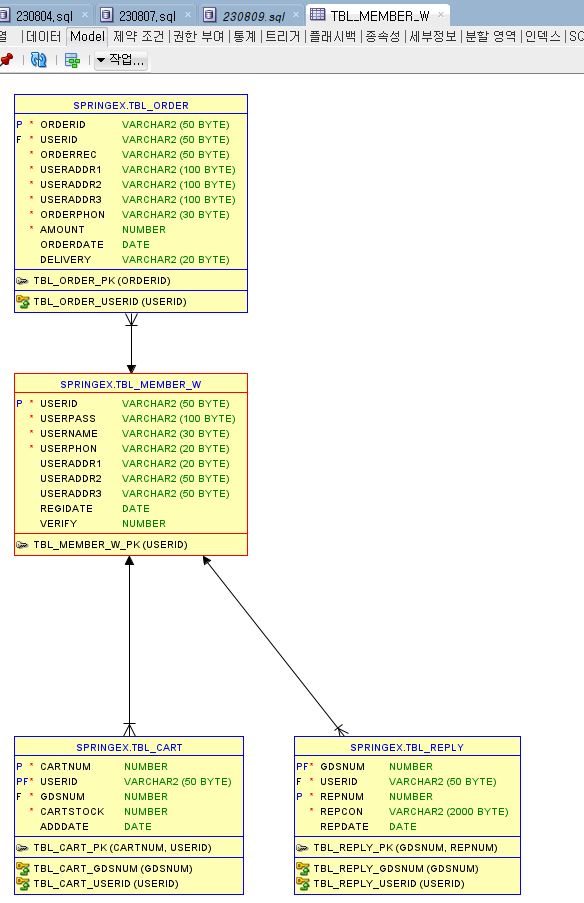 230804.sql × 230807.sql × 230809.sql × TBL_MEMBER_W ×
열 |데이터 |Model |제약 조건 |권한 부여 |통계 |트리거 |플래시백 |종속성 |세부정보 |분할 영역 |인덱스 |SQ
작업...
SPRINGEX.TBL_ORDER
P * ORDERID VARCHAR2 (50 BYTE)
F * USERID VARCHAR2 (50 BYTE)
* ORDERREC VARCHAR2 (50 BYTE)
* USERADDR1 VARCHAR2 (100 BYTE)
* USERADDR2 VARCHAR2 (100 BYTE)
* USERADDR3 VARCHAR2 (100 BYTE)
* ORDERPHON VARCHAR2 (30 BYTE)
* AMOUNT NUMBER
ORDERDATE DATE
DELIVERY VARCHAR2 (20 BYTE)
TBL_ORDER_PK (ORDERID)
TBL_ORDER_USERID (USERID)
SPRINGEX.TBL_MEMBER_W
P * USERID VARCHAR2 (50 BYTE)
* USERPASS VARCHAR2 (100 BYTE)
* USERNAME VARCHAR2 (30 BYTE)
* USERPHON VARCHAR2 (20 BYTE)
USERADDR1 VARCHAR2 (20 BYTE)
USERADDR2 VARCHAR2 (50 BYTE)
USERADDR3 VARCHAR2 (50 BYTE)
REGIDATE DATE
VERIFY NUMBER
TBL_MEMBER_W_PK (USERID)
SPRINGEX.TBL_CART
P * CARTNUM NUMBER
PF* USERID VARCHAR2 (50 BYTE)
F * GDSNUM NUMBER
* CARTSTOCK NUMBER
ADDDATE DATE
TBL_CART_PK (CARTNUM, USERID)
TBL_CART_GDSNUM (GDSNUM)
TBL_CART_USERID (USERID)
SPRINGEX.TBL_REPLY
PF* GDSNUM NUMBER
F * USERID VARCHAR2 (50 BYTE)
P * REPNUM NUMBER
* REPCON VARCHAR2 (2000 BYTE)
REPDATE DATE
TBL_REPLY_PK (GDSNUM, REPNUM)
TBL_REPLY_GDSNUM (GDSNUM)
TBL_REPLY_USERID (USERID)